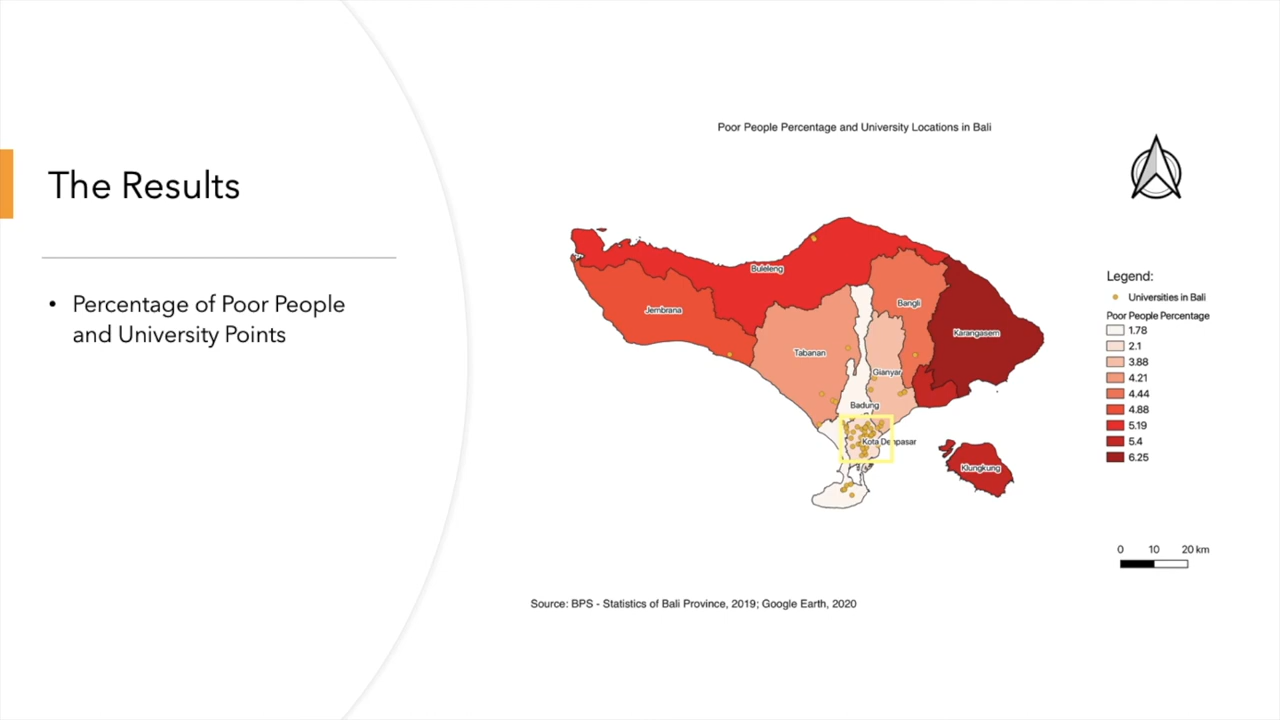 The Results
• Percentage of Poor People
and University Points
Poor People Percentage and University Locations in Bali
Buleleng
Jembrana
Bangli
Karangasem
Tabanan
Gianyar
Badung
Kota Denpasar
Klungkung
Legend:
Universities in Bali
Poor People Percentage
1.78
2.1
3.88
4.21
4.44
4.88
5.19
5.4
6.25
0 10 20 km
Source: BPS - Statistics of Bali Province, 2019; Google Earth, 2020